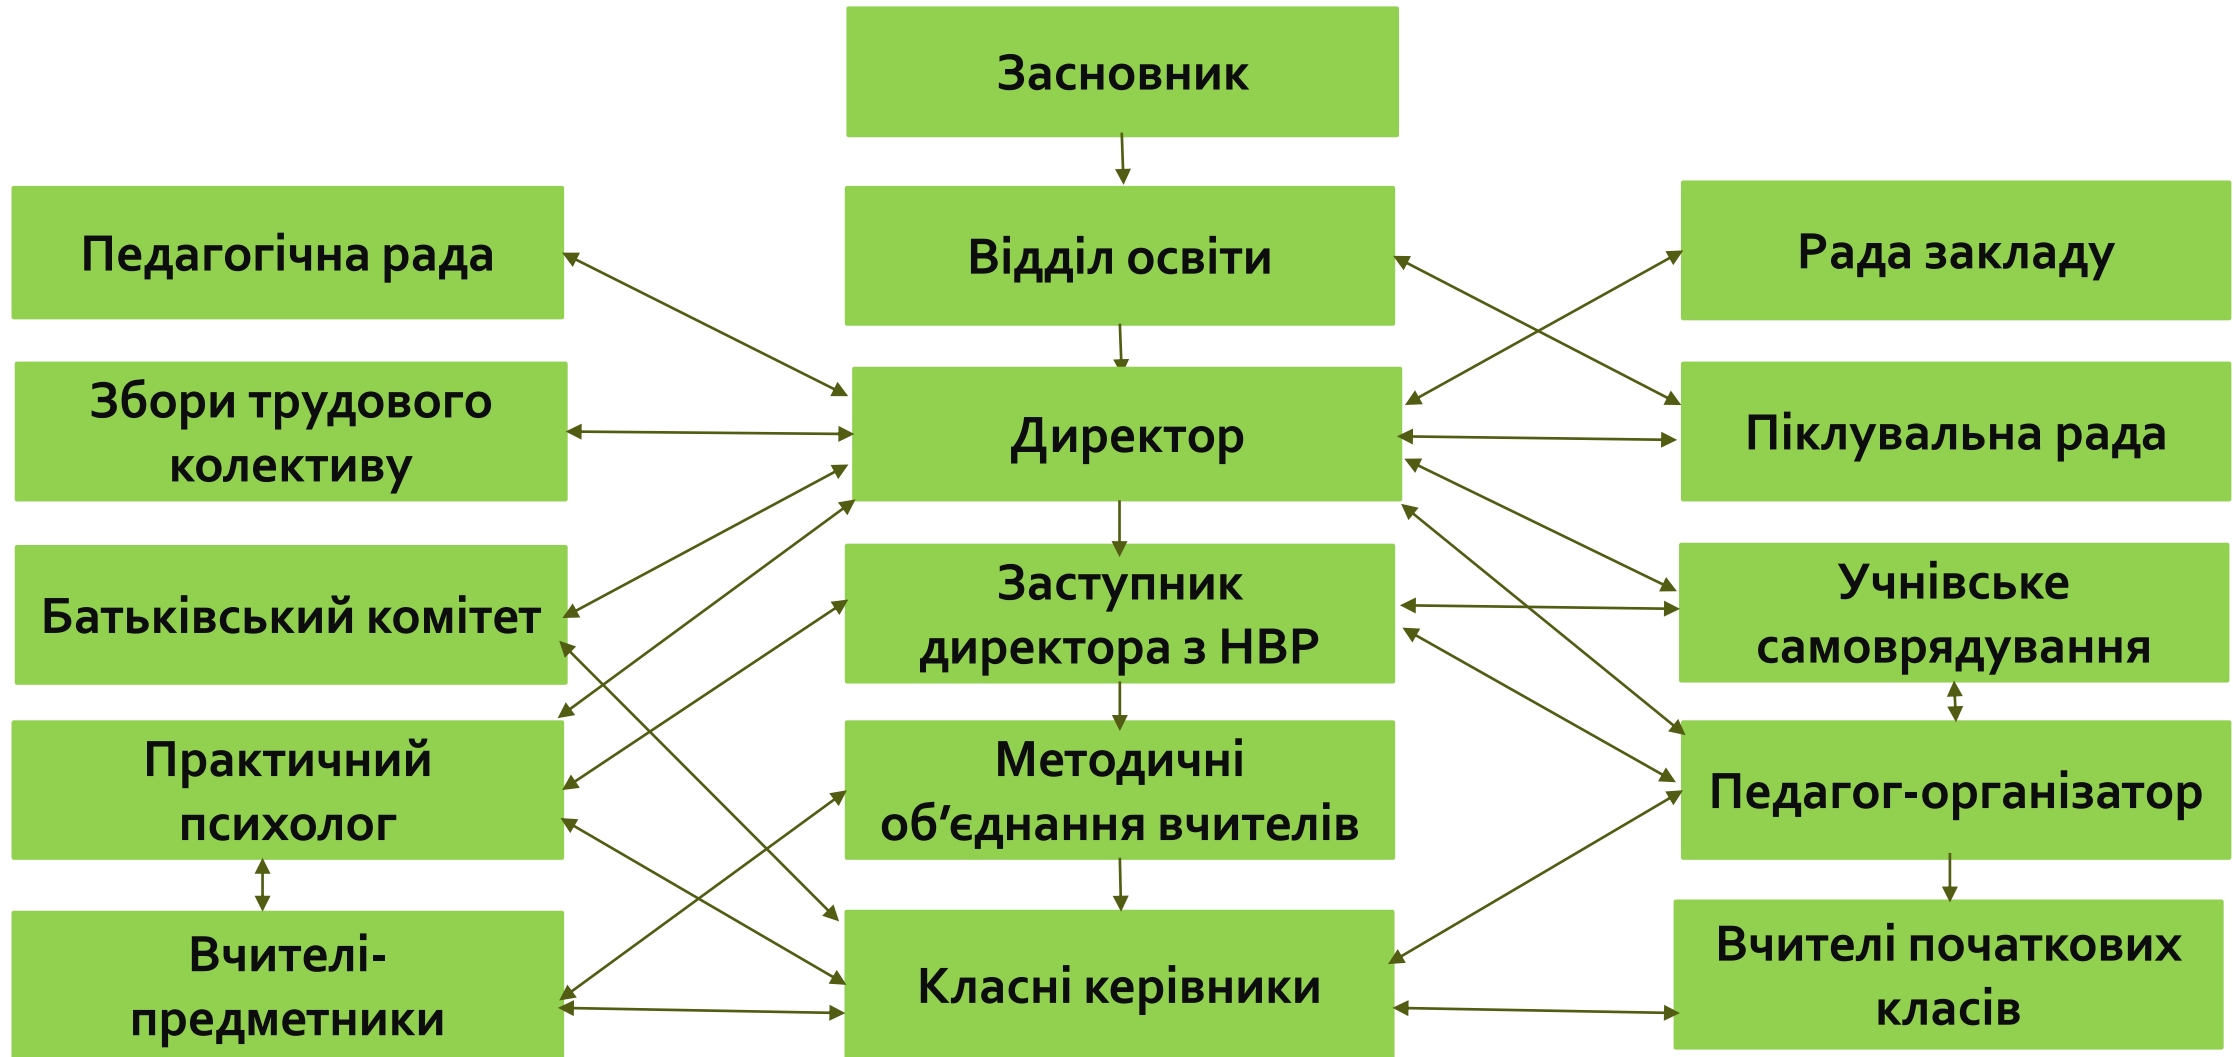 Засновник
Педагогічна рада
Відділ освіти
Рада закладу
Збори трудового
колективу
Директор
Піклувальна рада
Батьківський комітет
Заступник
директора з НВР
Учнівське
самоврядування
Практичний
психолог
Методичні
об’єднання вчителів
Педагог-організатор
Вчителі-
предметники
Класні керівники
Вчителі початкових
класів